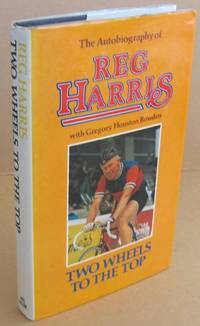 The Autobiography of
REG
HARRIS
with Gregory Houston Bowden
TWO WHEELS
TO THE TOP
REG HARRIS
TWO WHEELS TO THE TOP